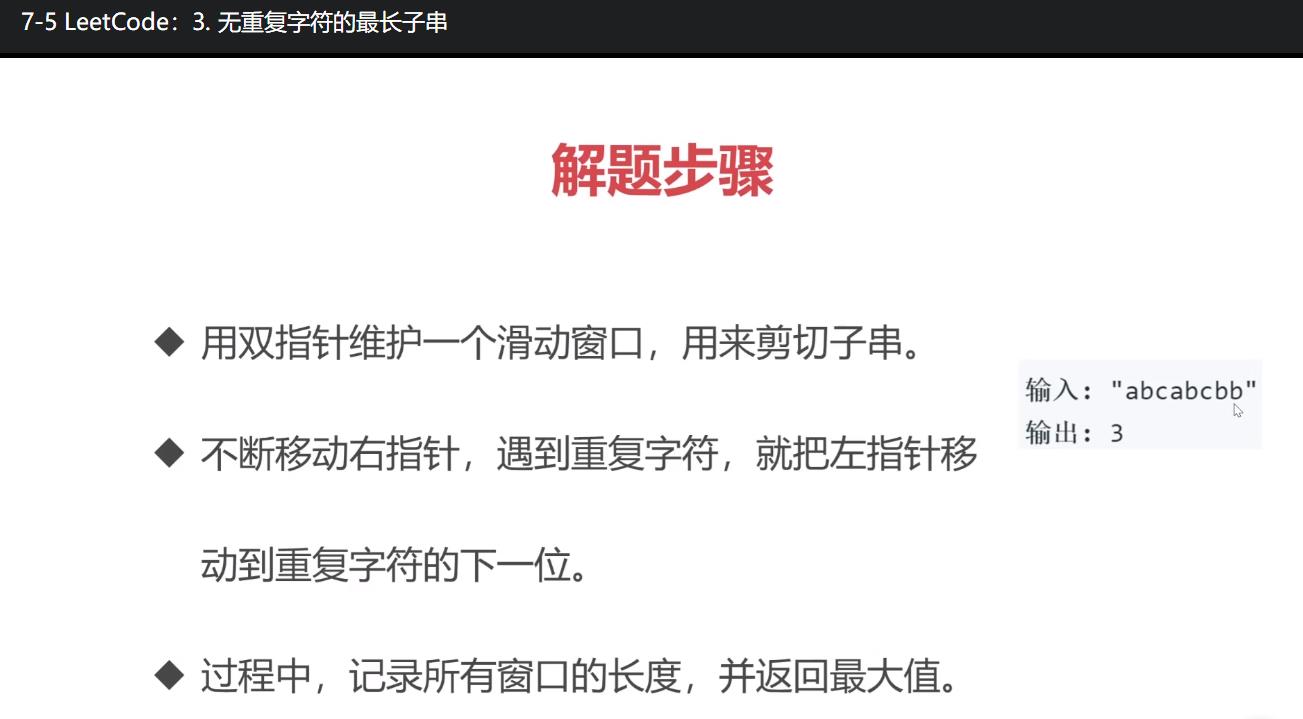 7-5 LeetCode：3. 无重复字符的最长子串
解题步骤
◆ 用双指针维护一个滑动窗口，用来剪切子串。
输入: "abcabcbb"
输出: 3
◆ 不断移动右指针，遇到重复字符，就把左指针移
动到重复字符的下一位。
◆ 过程中，记录所有窗口的长度，并返回最大值。